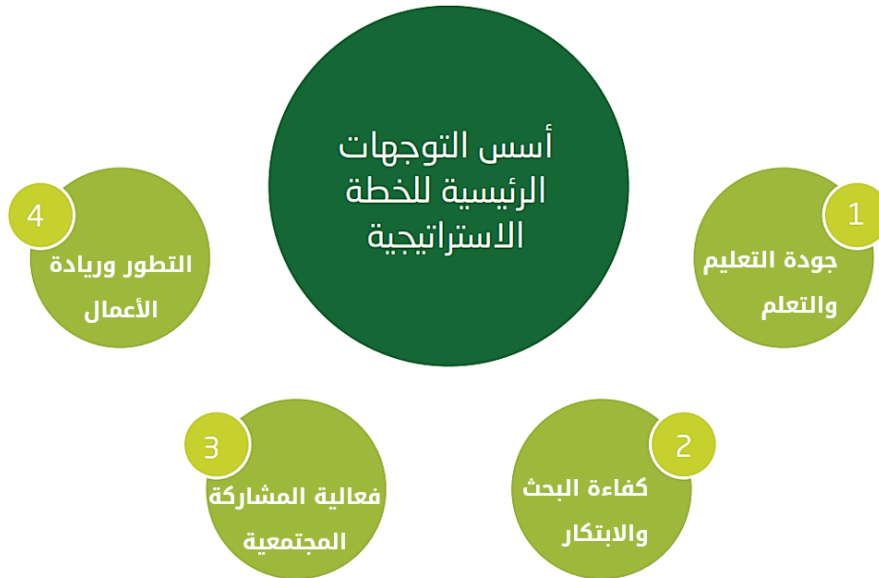 أسس التوجهات
الرئيسية للخطة
الاستراتيجية
1
جودة التعليم
والتعلم
2
كفاءة البحث
والابتكار
3
فعالية المشاركة
المجتمعية
4
التطور وريادة
الأعمال